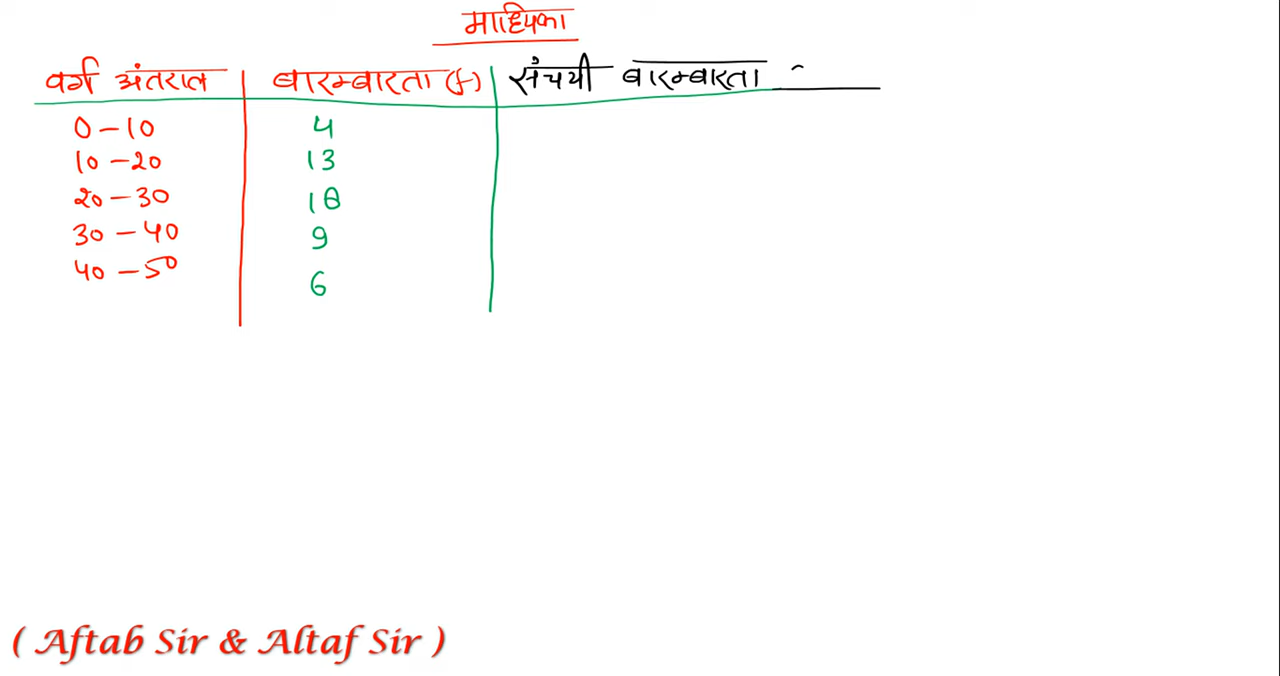 माध्यिका
वर्ग अंतराल बारम्बारता (f) संचयी बारम्बारता
0-10 4
10-20 13
20-30 18
30-40 9
40-50 6
( Aftab Sir & Altaf Sir )